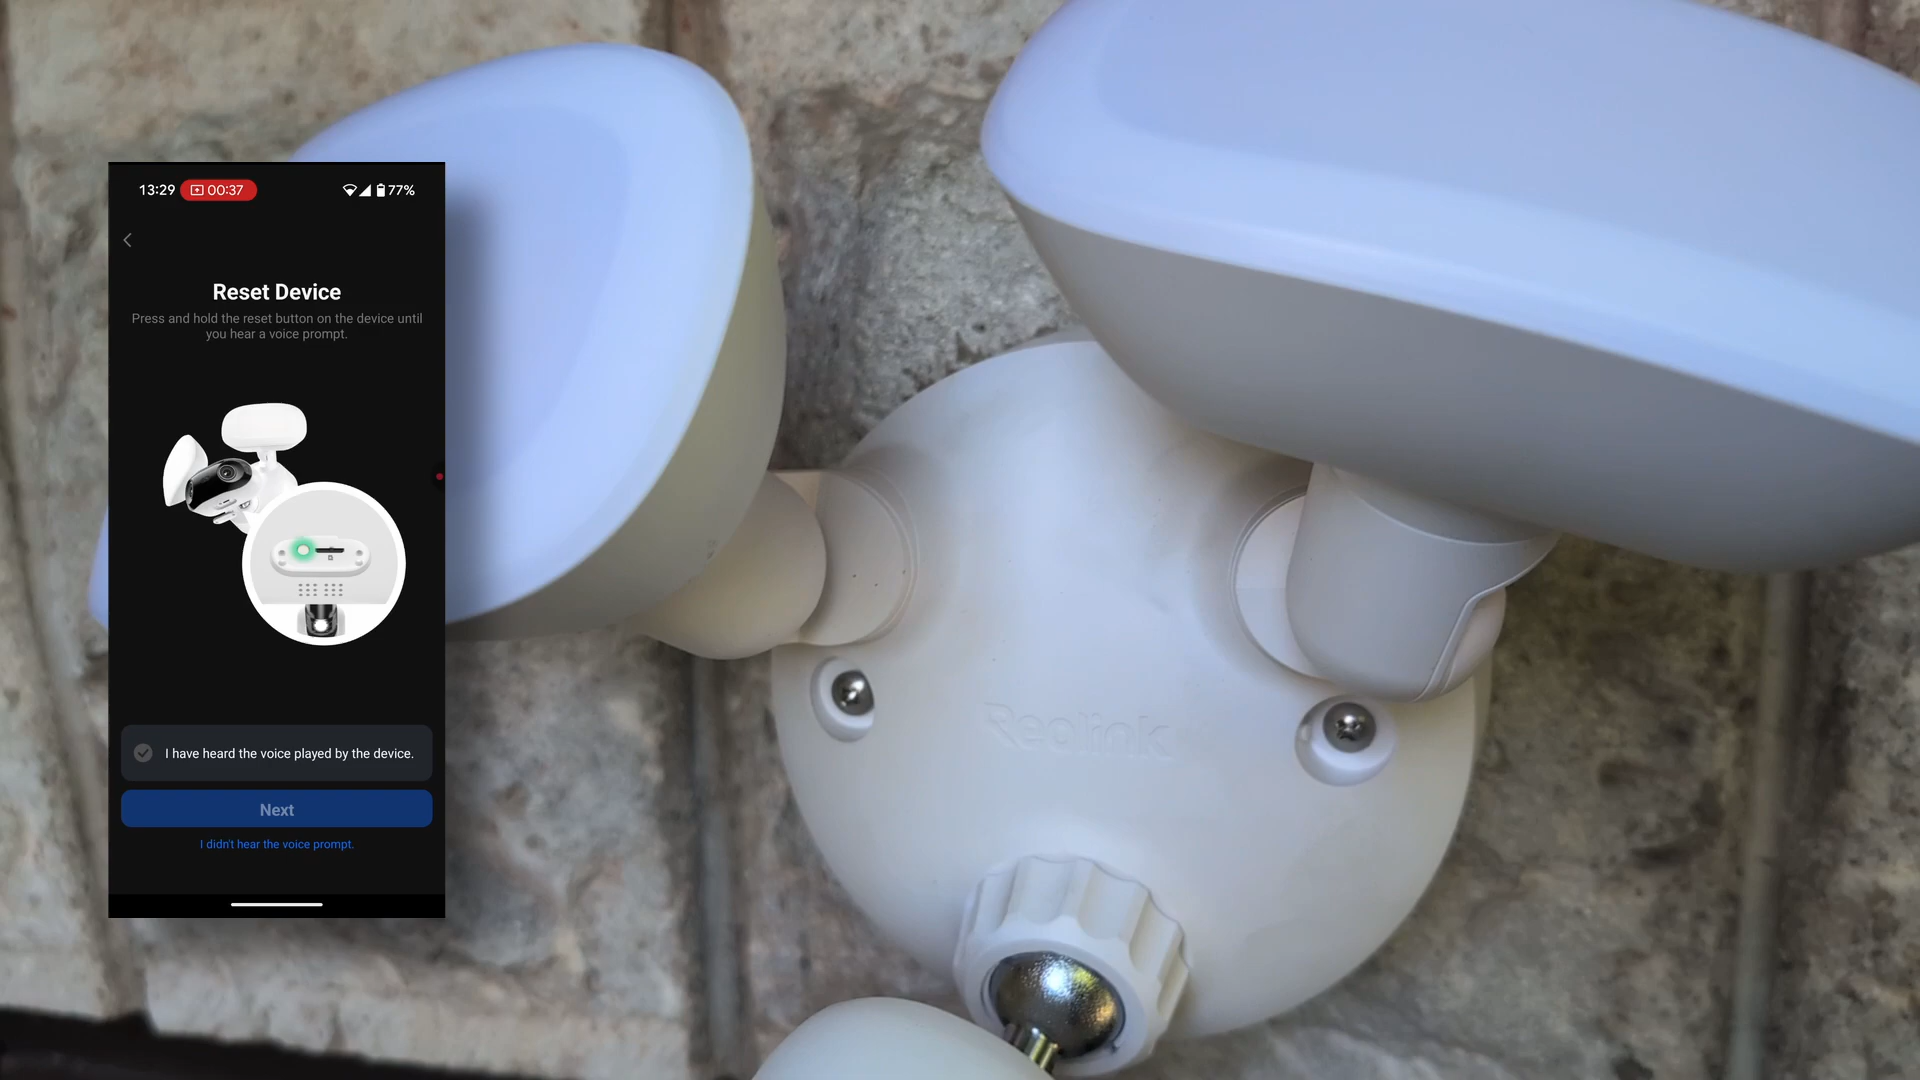 13:29 00:37 77%
Reset Device
Press and hold the reset button on the device until
you hear a voice prompt.
I have heard the voice played by the device.
Next
I didn't hear the voice prompt.
Reolink